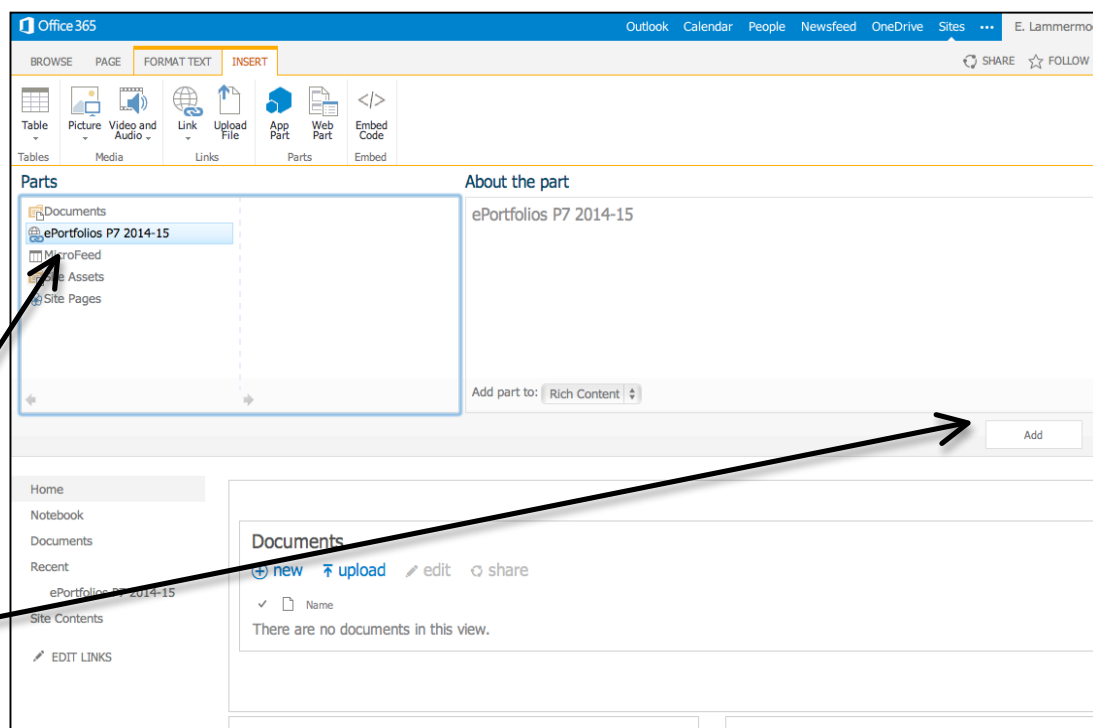 Office 365
Outlook Calendar People Newsfeed OneDrive Sites ••• E. Lammermo
BROWSE PAGE FORMAT TEXT INSERT SHARE FOLLOW
Table Picture Video and Audio Link Upload File App Part Web Part Embed Code
Tables Media Links Parts Embed
Parts About the part
Documents
ePortfolios P7 2014-15
MicroFeed
Site Assets
Site Pages
ePortfolios P7 2014-15
Add part to: Rich Content
Add
Home
Notebook
Documents
Recent
ePortfolios P7 2014-15
Site Contents
EDIT LINKS
Documents
new upload edit share
Name
There are no documents in this view.